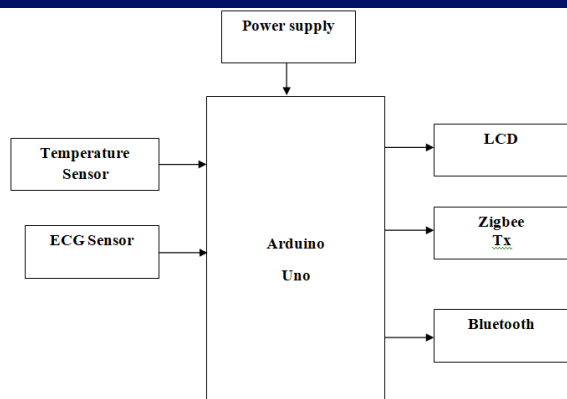 Power supply
Temperature
Sensor
ECG Sensor
Arduino
Uno
LCD
Zigbee
Tx
Bluetooth